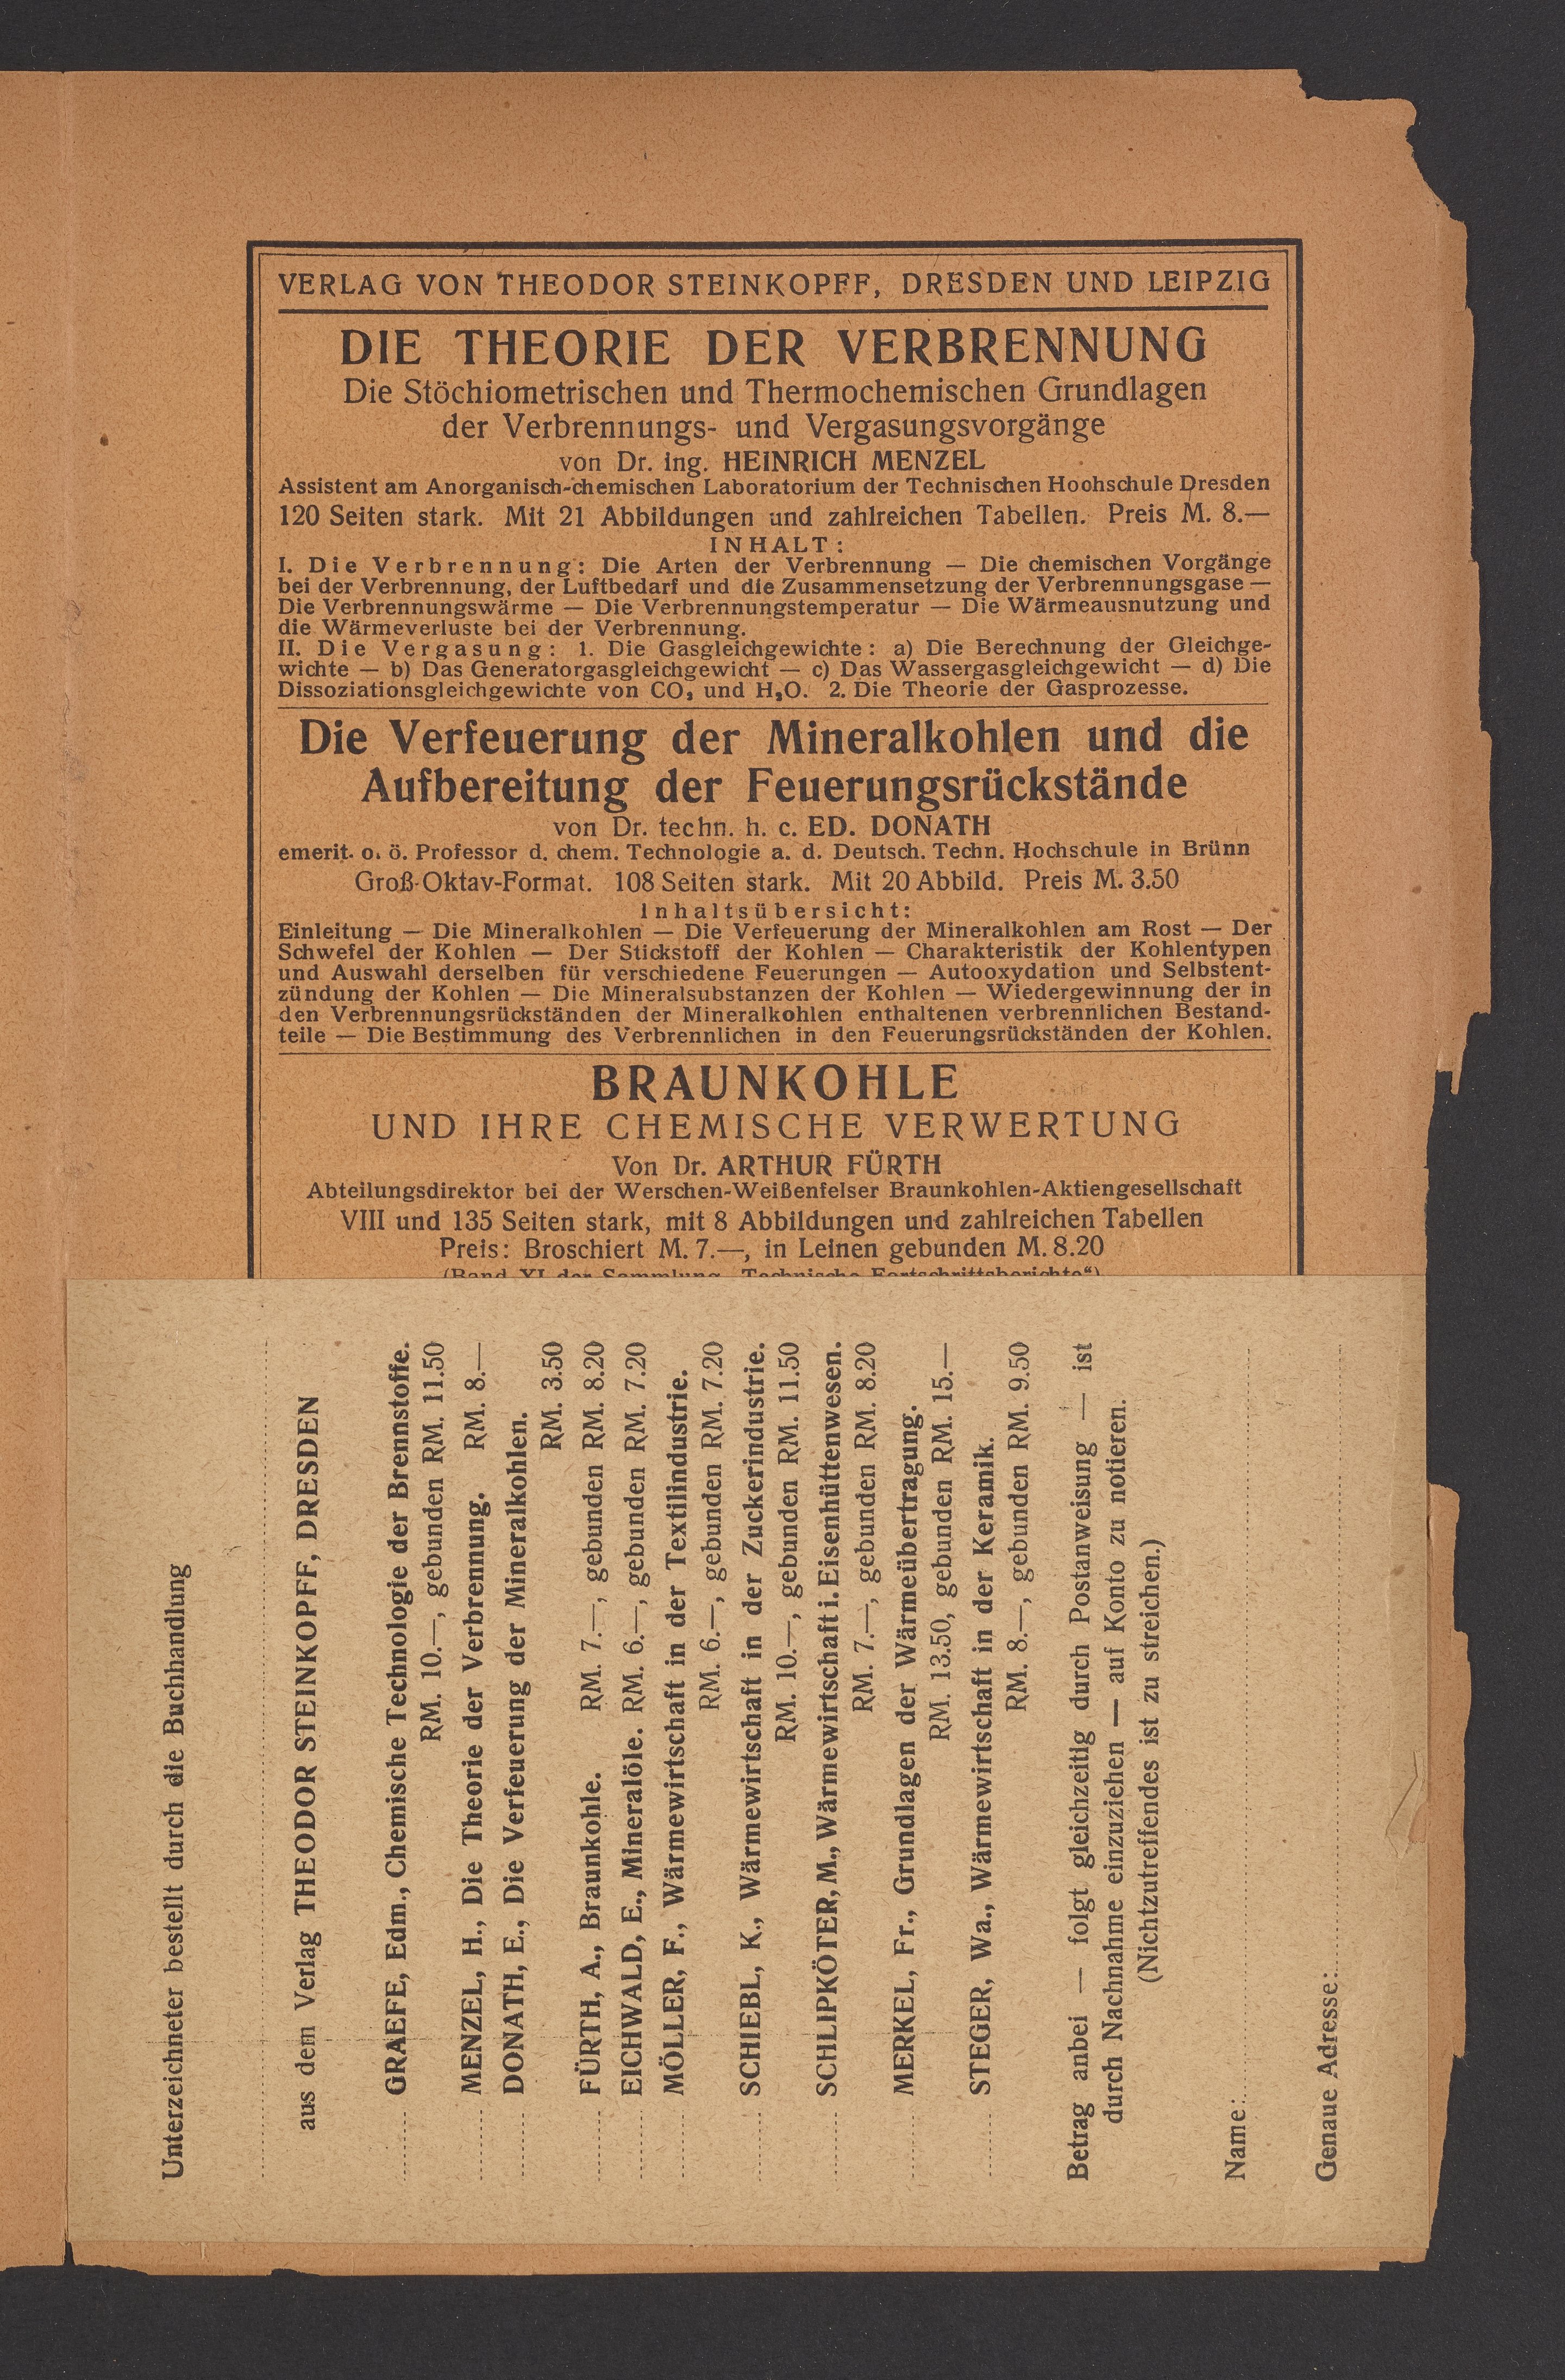 VERLAG VON THEODOR STEINKOPFF, DRESDEN UND LEIPZIG
DIE THEORIE DER VERBRENNUNG
Die Stöchiometrischen und Thermochemischen Grundlagen
der Verbrennungs- und Vergasungsvorgänge
von Dr. ing. HEINRICH MENZEL
Assistent am Anorganisch-chemischen Laboratorium der Technischen Hoohschule Dresden
120 Seiten stark. Mit 21 Abbildungen und zahlreichen Tabellen. Preis M. 8.—
INHALT:
I. Die Verbrennung: Die Arten der Verbrennung — Die chemischen Vorgänge
bei der Verbrennung, der Luftbedarf und die Zusammensetzung der Verbrennungsgase —
Die Verbrennungswärme — Die Verbrennungstemperatur — Die Wärmeausnutzung und
die Wärmeverluste bei der Verbrennung.
II. Die Vergasung: 1. Die Gasgleichgewichte: a) Die Berechnung der Gleichge-
wichte — b) Das Generatorgasgleichgewicht — c) Das Wassergasgleichgewicht — d) Die
Dissoziationsgleichgewichte von CO₂ und H₂O. 2. Die Theorie der Gasprozesse.
Die Verfeuerung der Mineralkohlen und die
Aufbereitung der Feuerungsrückstände
von Dr. techn. h. c. ED. DONATH
emerit. o. ö. Professor d. chem. Technologie a. d. Deutsch. Techn. Hochschule in Brünn
Groß-Oktav-Format. 108 Seiten stark. Mit 20 Abbild. Preis M. 3.50
Inhaltsübersicht:
Einleitung — Die Mineralkohlen — Die Verfeuerung der Mineralkohlen am Rost — Der
Schwefel der Kohlen — Der Stickstoff der Kohlen — Charakteristik der Kohlentypen
und Auswahl derselben für verschiedene Feuerungen — Autooxydation und Selbstent-
zündung der Kohlen — Die Mineralsubstanzen der Kohlen — Wiedergewinnung der in
den Verbrennungsrückständen der Mineralkohlen enthaltenen verbrennlichen Bestand-
teile — Die Bestimmung des Verbrennlichen in den Feuerungsrückständen der Kohlen.
BRAUNKOHLE
UND IHRE CHEMISCHE VERWERTUNG
Von Dr. ARTHUR FÜRTH
Abteilungsdirektor bei der Werschen-Weißenfelser Braunkohlen-Aktiengesellschaft
VIII und 135 Seiten stark, mit 8 Abbildungen und zahlreichen Tabellen
Preis: Broschiert M. 7.—, in Leinen gebunden M. 8.20
(Band XI der Sammlung „Technische Fortschrittsberichte“)
Unterzeichneter bestellt durch die Buchhandlung
aus dem Verlag THEODOR STEINKOPFF, DRESDEN
GRAEFE, Edm., Chemische Technologie der Brennstoffe.
RM. 10.—, gebunden RM. 11.50
MENZEL, H., Die Theorie der Verbrennung. RM. 8.—
DONATH, E., Die Verfeuerung der Mineralkohlen.
RM. 3.50
FÜRTH, A., Braunkohle. RM. 7.—, gebunden RM. 8.20
EICHWALD, E., Mineralöle. RM. 6.—, gebunden RM. 7.20
MÖLLER, F., Wärmewirtschaft in der Textilindustrie.
RM. 6.—, gebunden RM. 7.20
SCHIEBL, K., Wärmewirtschaft in der Zuckerindustrie.
RM. 10.—, gebunden RM. 11.50
SCHLIPKÖTER, M., Wärmewirtschaft i. Eisenhüttenwesen.
RM. 7.—, gebunden RM. 8.20
MERKEL, Fr., Grundlagen der Wärmeübertragung.
RM. 13.50, gebunden RM. 15.—
STEGER, Wa., Wärmewirtschaft in der Keramik.
RM. 8.—, gebunden RM. 9.50
Betrag anbei — folgt gleichzeitig durch Postanweisung — ist
durch Nachnahme einzuziehen — auf Konto zu notieren.
(Nichtzutreffendes ist zu streichen.)
Name:
Genaue Adresse: